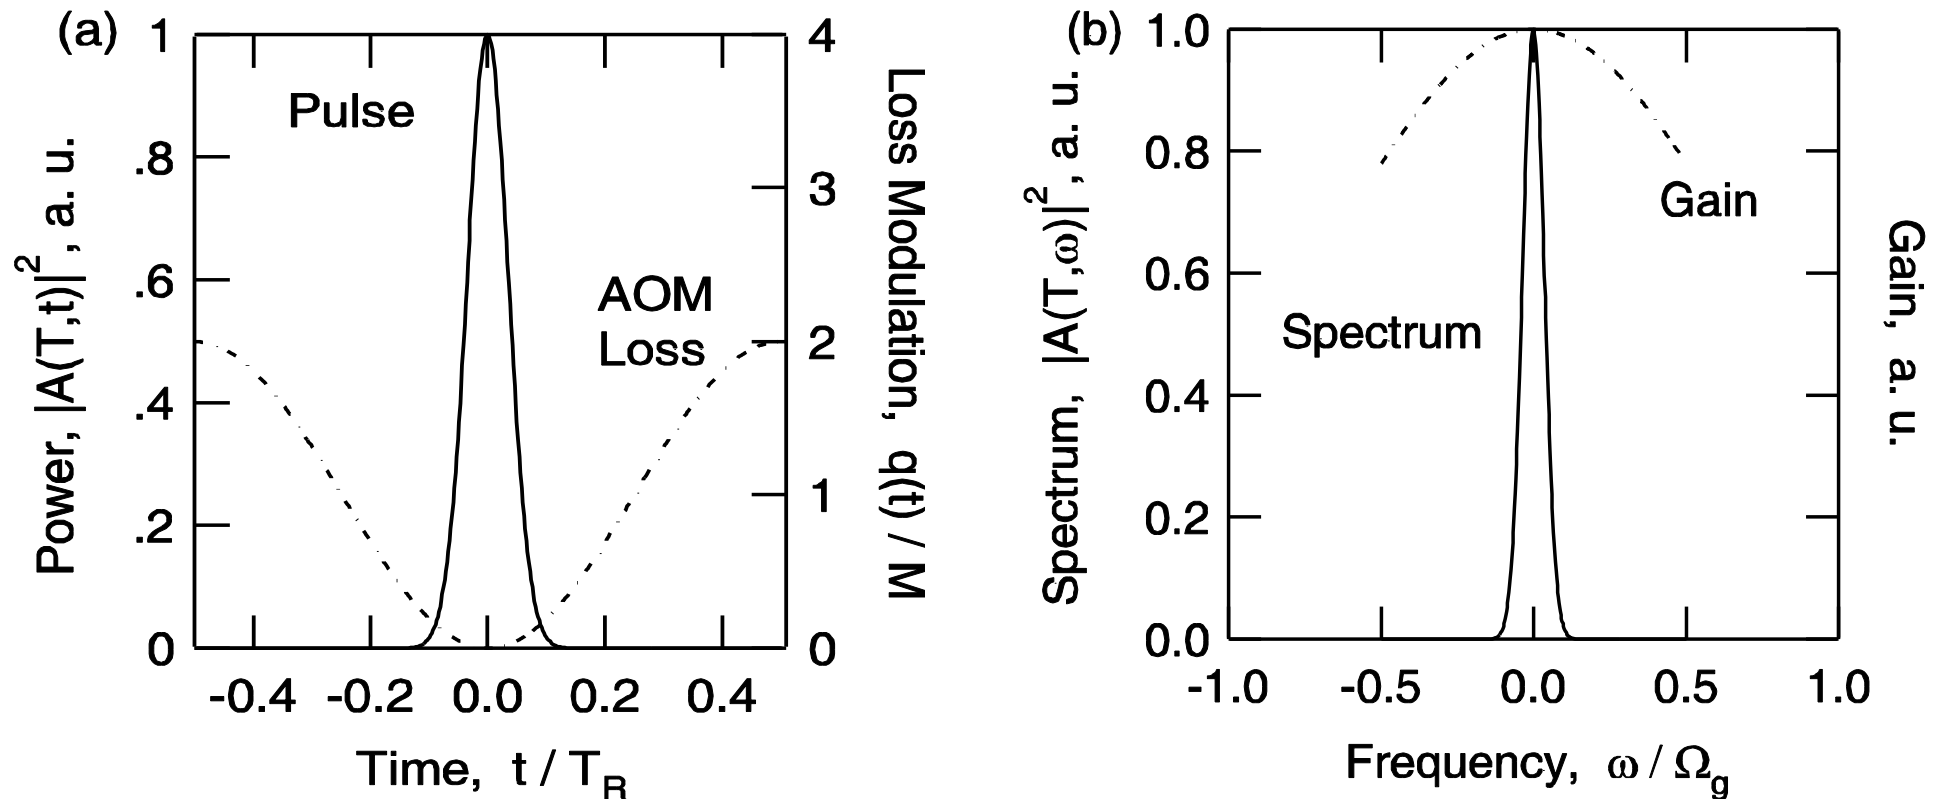 (a)
Power, |A(T,t)|², a. u.
1
.8
.6
.4
.2
0
Pulse
AOM
Loss
4
3
2
1
0
Loss Modulation, q(t) / M
-0.4 -0.2 0.0 0.2 0.4
Time, t / T_R
(b)
Spectrum, |A(T,ω)|², a. u.
1.0
0.8
0.6
0.4
0.2
0.0
Gain
Spectrum
Gain, a. u.
-1.0 -0.5 0.0 0.5 1.0
Frequency, ω / Ω_g